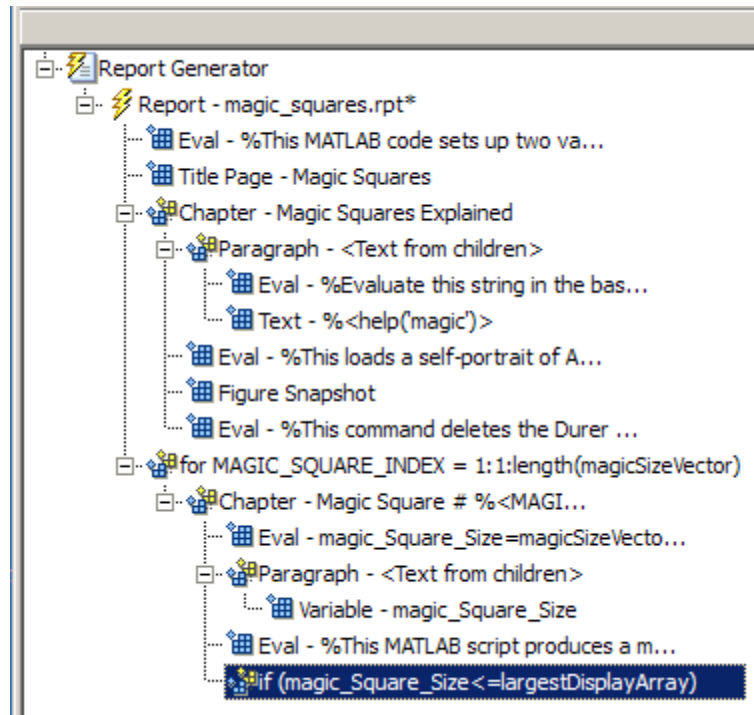 Report Generator
Report - magic_squares.rpt*
Eval - %This MATLAB code sets up two va...
Title Page - Magic Squares
Chapter - Magic Squares Explained
Paragraph - <Text from children>
Eval - %Evaluate this string in the bas...
Text - %<help('magic')>
Eval - %This loads a self-portrait of A...
Figure Snapshot
Eval - %This command deletes the Durer ...
for MAGIC_SQUARE_INDEX = 1:1:length(magicSizeVector)
Chapter - Magic Square # %<MAGI...
Eval - magic_Square_Size=magicSizeVecto...
Paragraph - <Text from children>
Variable - magic_Square_Size
Eval - %This MATLAB script produces a m...
if (magic_Square_Size<=largestDisplayArray)